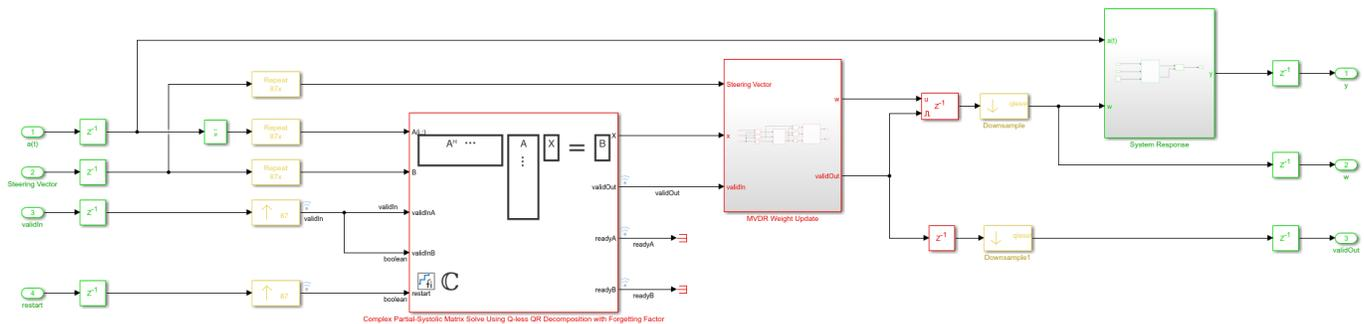 a(t)
y
w
System Response
Repeat
87x
Steering Vector
w
x
validIn
validOut
MVDR Weight Update
u
z⁻¹
Downsample
z⁻¹
1
y
1
a(t)
z⁻¹
Repeat
87x
A(i,:)
Aᴴ ...
A
⋮
X
=
B
X
2
Steering Vector
z⁻¹
Repeat
87x
B
z⁻¹
2
w
validOut
validOut
3
validIn
z⁻¹
87
validIn
validIn
validInA
validInB
boolean
readyA
readyA
z⁻¹
Downsample1
z⁻¹
3
validOut
4
restart
z⁻¹
87
boolean
restart
fi
ℂ
readyB
readyB
Complex Partial-Systolic Matrix Solve Using Q-less QR Decomposition with Forgetting Factor